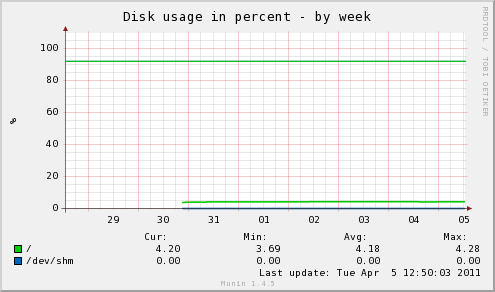 Disk usage in percent - by week
RRDTOOL / TOBI OETIKER
%
100
80
60
40
20
0
29 30 31 01 02 03 04 05
Cur: Min: Avg: Max:
/ 4.20 3.69 4.18 4.28
/dev/shm 0.00 0.00 0.00 0.00
Last update: Tue Apr  5 12:50:03 2011
Munin 1.4.5